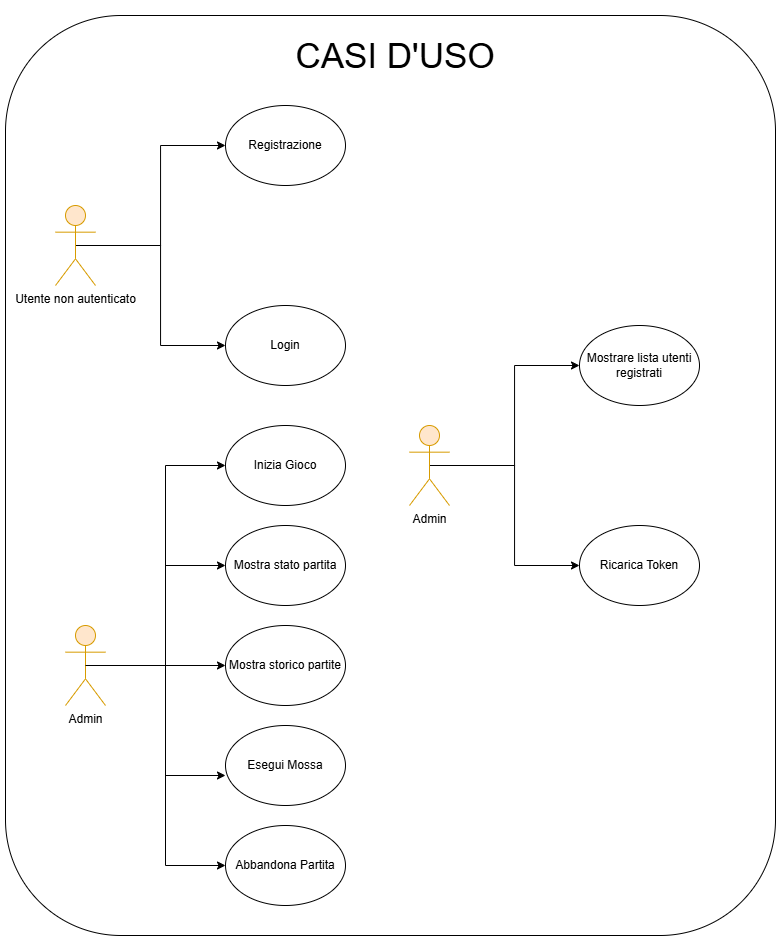 CASI D'USO
Registrazione
Utente non autenticato
Login
Inizia Gioco
Mostra stato partita
Mostra storico partite
Admin
Esegui Mossa
Abbandona Partita
Mostrare lista utenti
registrati
Admin
Ricarica Token